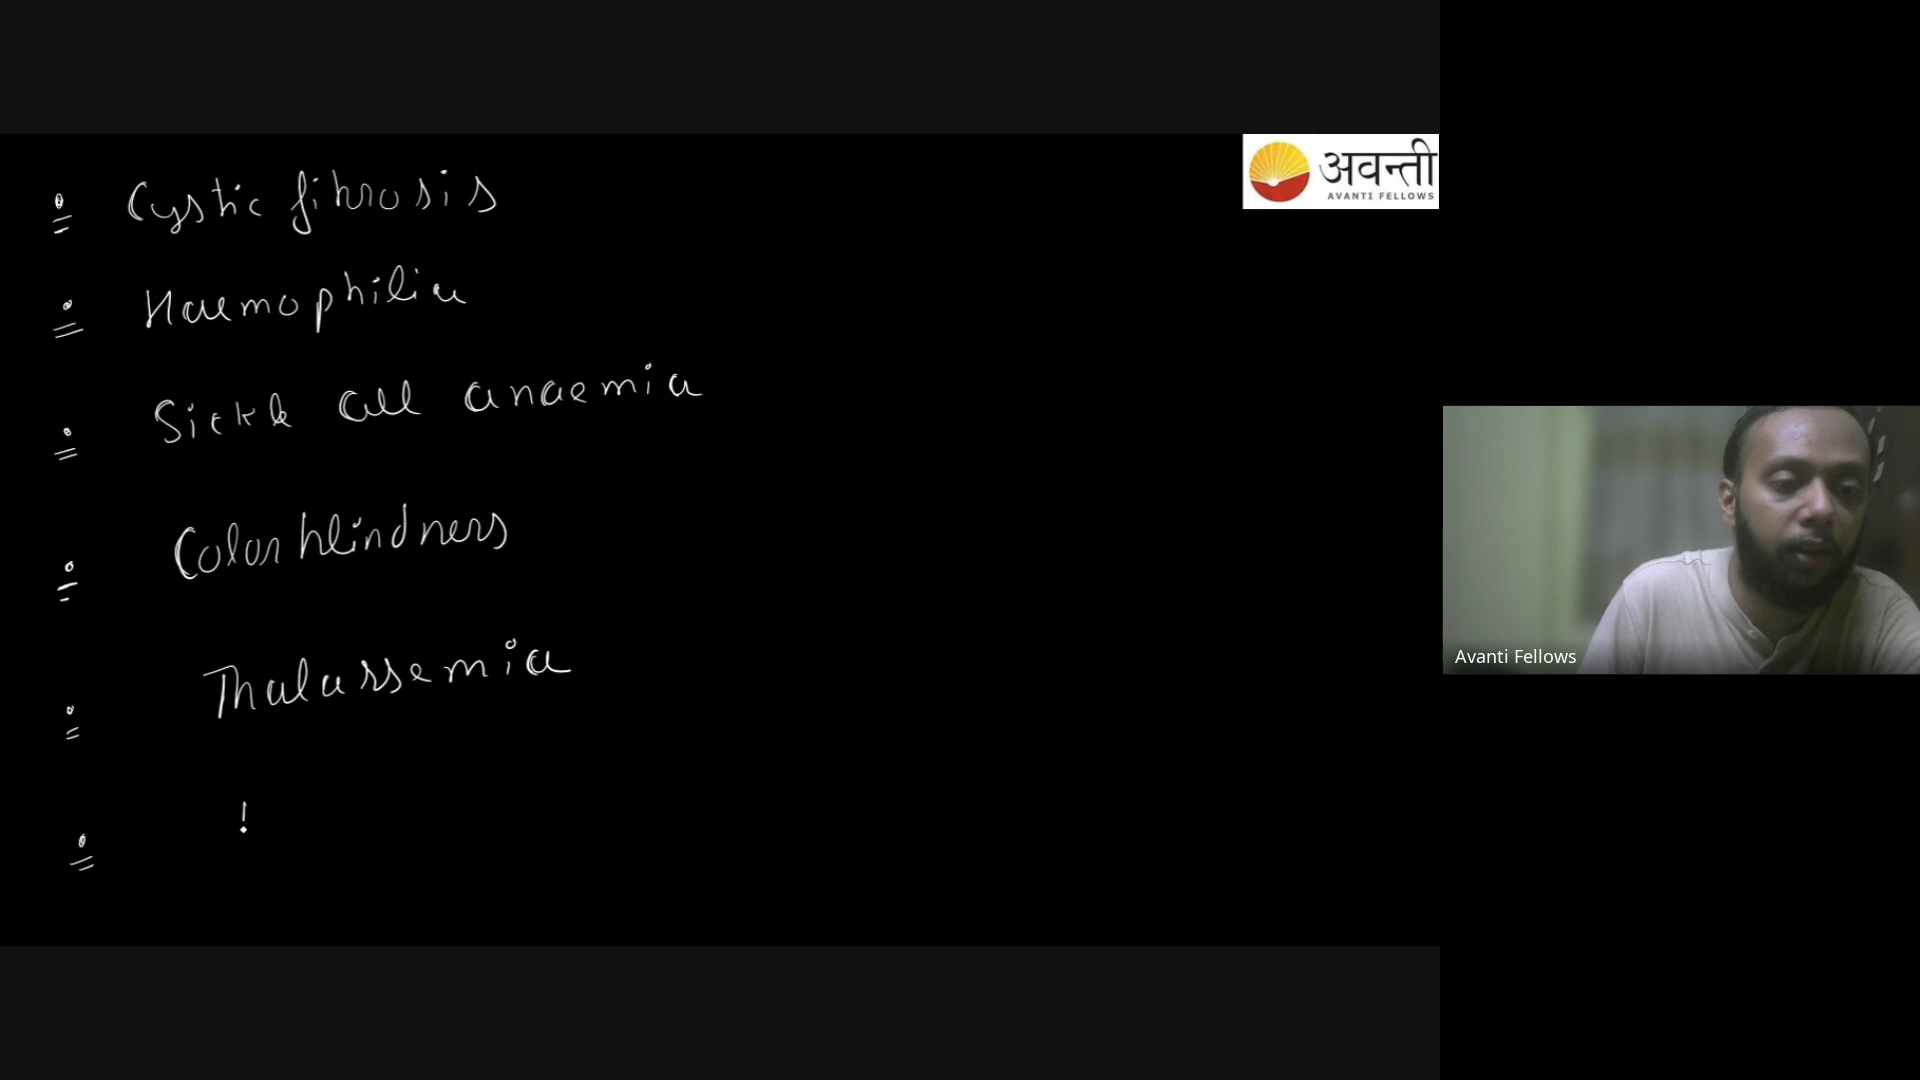 Cystic fibrosis
Haemophilia
Sickle cell anaemia
Colorblindness
Thalassemia
!
अवन्ती
AVANTI FELLOWS
Avanti Fellows